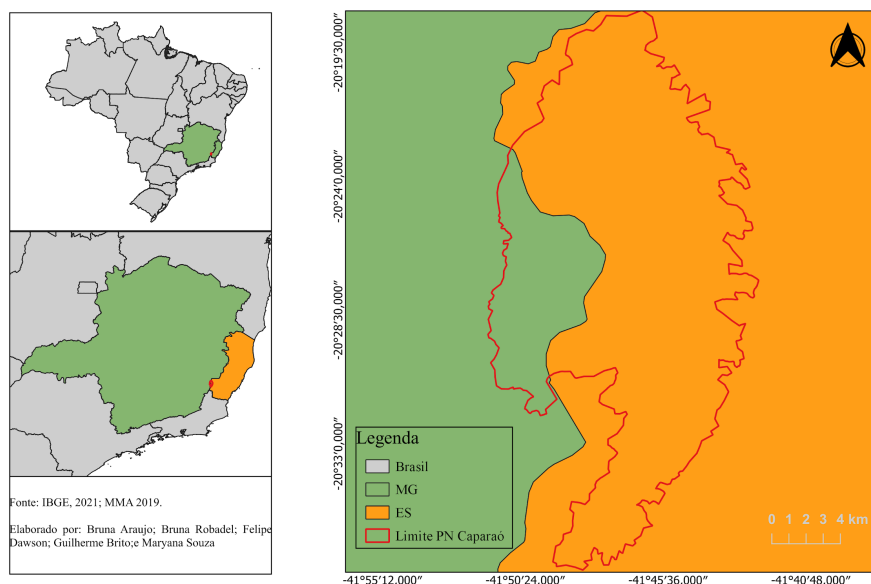 -20°19'30,000"
-20°24'0,000"
-20°28'30,000"
-20°33'0,000"
Legenda
Brasil
MG
ES
Limite PN Caparaó
0 1 2 3 4 km
-41°55'12,000"
-41°50'24,000"
-41°45'36,000"
-41°40'48,000"
Fonte: IBGE, 2021; MMA 2019.
Elaborado por: Bruna Araujo; Bruna Robadel; Felipe
Dawson; Guilherme Brito;e Maryana Souza